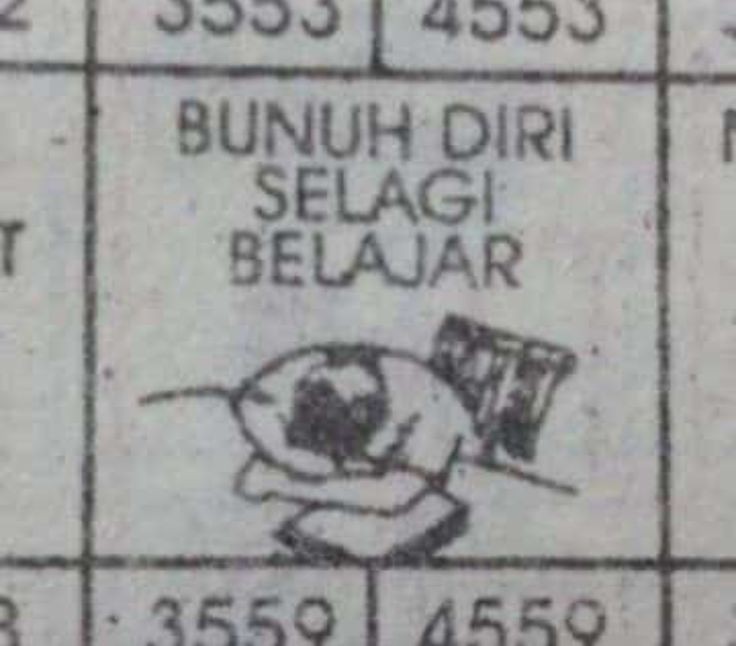 3553 4553
BUNUH DIRI
SELAGI
BELAJAR
T
3559 4559